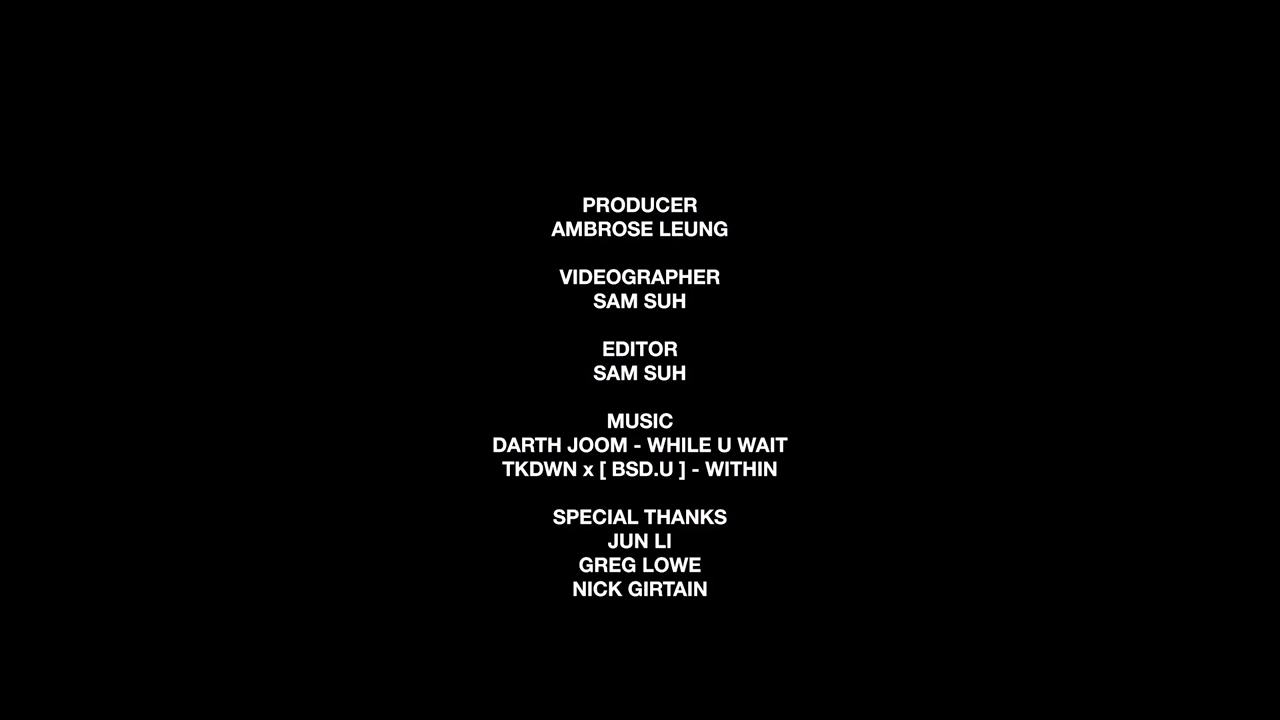 PRODUCER
AMBROSE LEUNG
VIDEOGRAPHER
SAM SUH
EDITOR
SAM SUH
MUSIC
DARTH JOOM - WHILE U WAIT
TKDWN x [ BSD.U ] - WITHIN
SPECIAL THANKS
JUN LI
GREG LOWE
NICK GIRTAIN